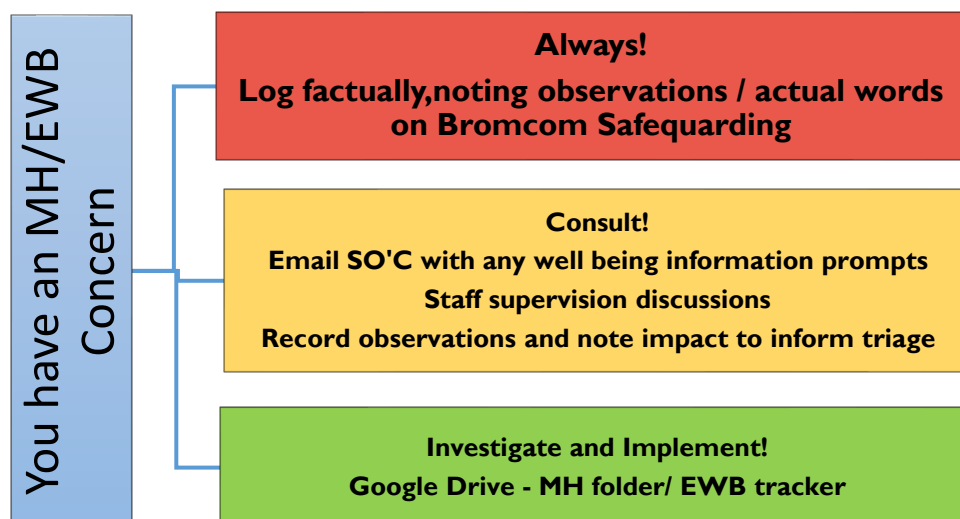 You have an MH/EWB
Concern
Always!
Log factually,noting observations / actual words
on Bromcom Safequarding
Consult!
Email SO'C with any well being information prompts
Staff supervision discussions
Record observations and note impact to inform triage
Investigate and Implement!
Google Drive - MH folder/ EWB tracker